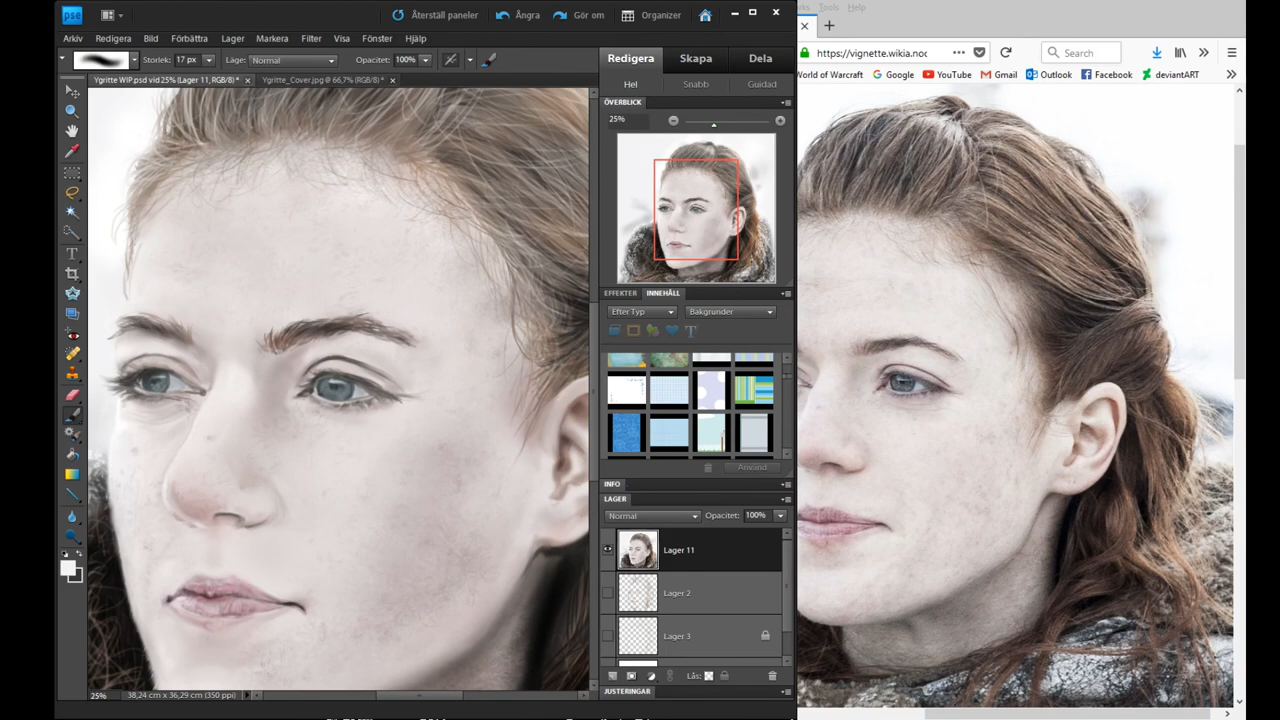 pse
Återställ paneler Ångra Gör om Organizer
Arkiv Redigera Bild Förbättra Lager Markera Filter Visa Fönster Hjälp
Storlek: 17 px Läge: Normal Opacitet: 100%
Ygritte WIP.psd vid 25% (Lager 11, RGB/8) * Ygritte_Cover.jpg @ 66,7% (RGB/8) *
25% 38,24 cm x 36,29 cm (350 ppi)
Redigera Skapa Dela
Hel Snabb Guidad
ÖVERBLICK
25%
EFFEKTER INNEHÅLL
Efter Typ Bakgrunder
T
Använd
INFO
LAGER
Normal Opacitet: 100%
Lager 11
Lager 2
Lager 3
Lås:
JUSTERINGAR
Tools Help
https://vignette.wikia.noc Search
World of Warcraft Google YouTube Gmail Outlook Facebook deviantART